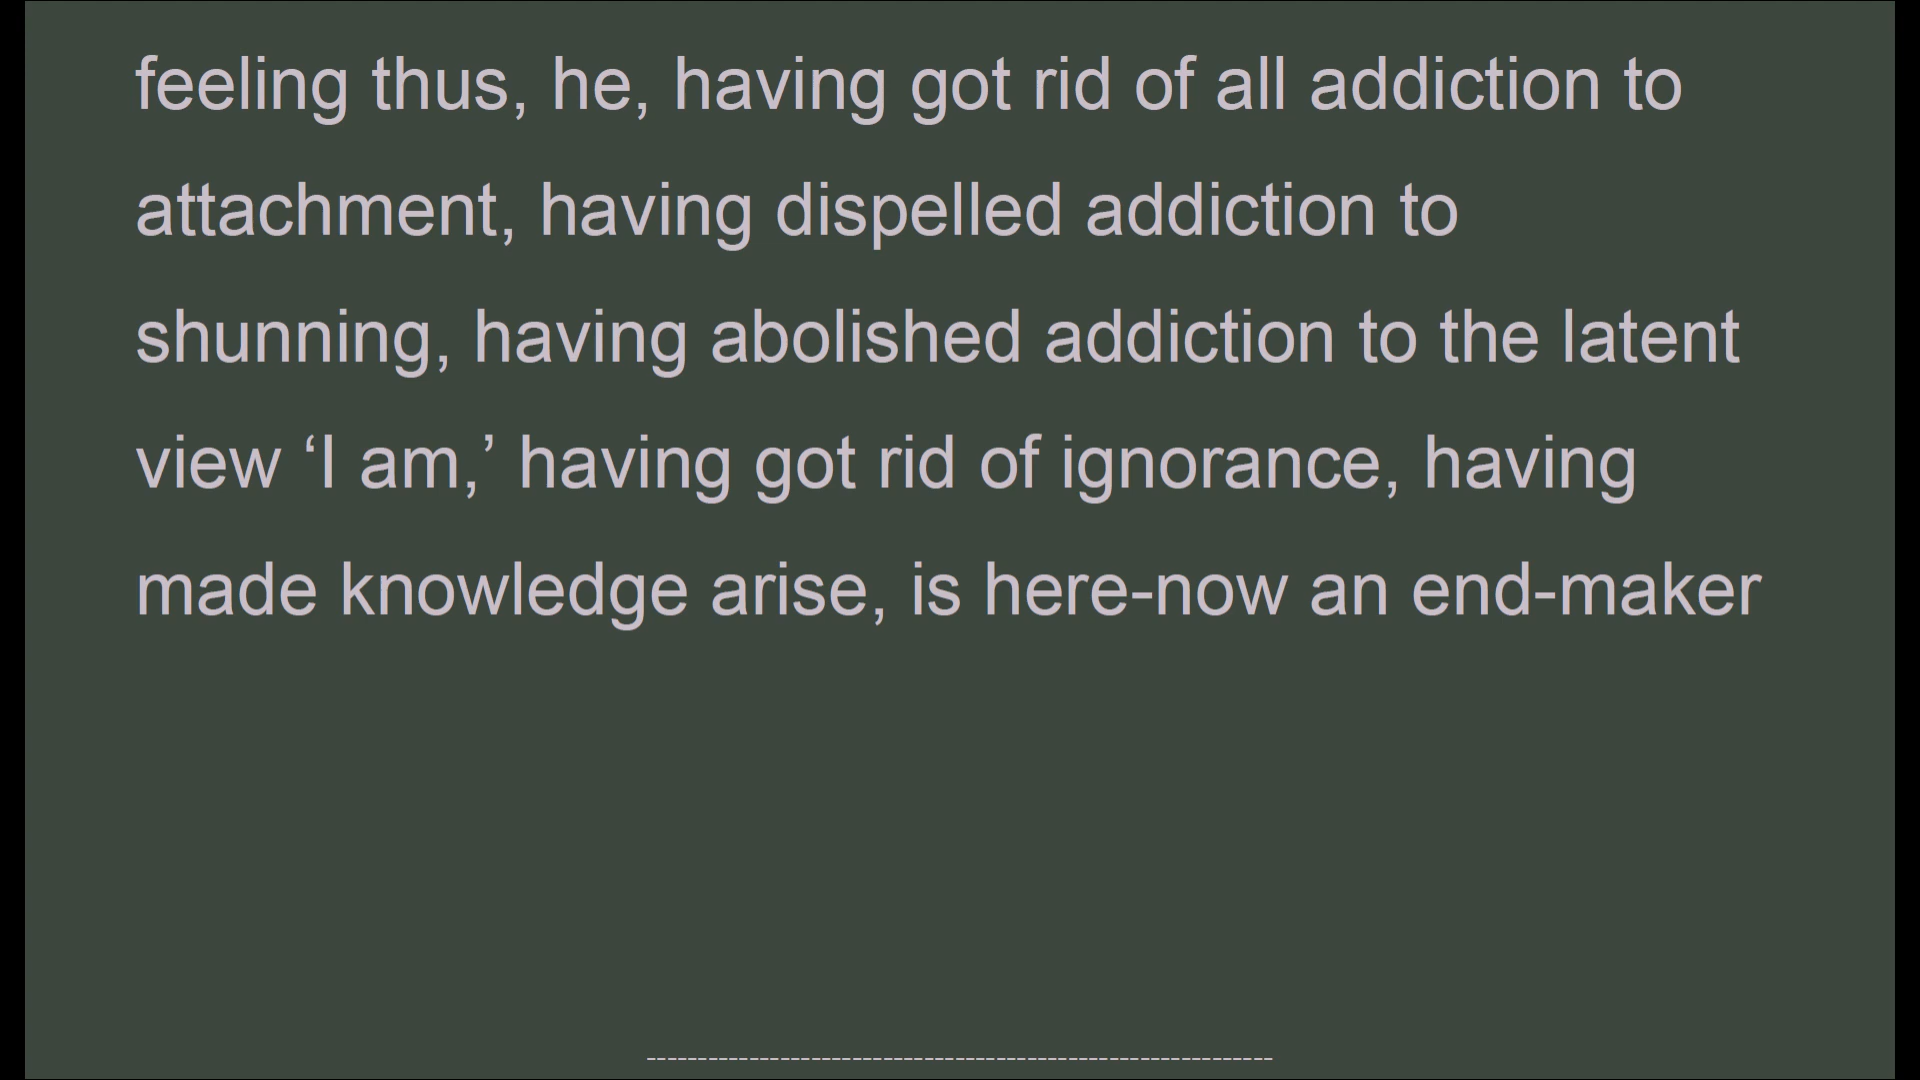 feeling thus, he, having got rid of all addiction to
attachment, having dispelled addiction to
shunning, having abolished addiction to the latent
view ‘I am,’ having got rid of ignorance, having
made knowledge arise, is here-now an end-maker